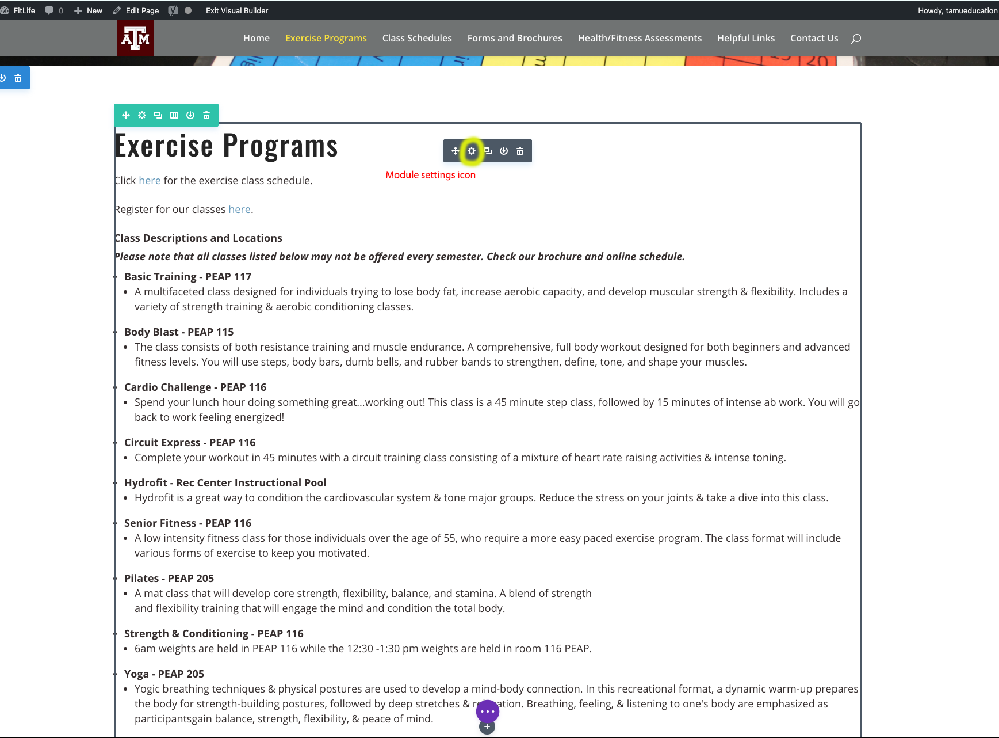 FitLife 0 New Edit Page Exit Visual Builder Howdy, tamueducation
ATM Home Exercise Programs Class Schedules Forms and Brochures Health/Fitness Assessments Helpful Links Contact Us
20
Exercise Programs
Module settings icon
Click here for the exercise class schedule.
Register for our classes here.
Class Descriptions and Locations
Please note that all classes listed below may not be offered every semester. Check our brochure and online schedule.
Basic Training - PEAP 117
A multifaceted class designed for individuals trying to lose body fat, increase aerobic capacity, and develop muscular strength & flexibility. Includes a
variety of strength training & aerobic conditioning classes.
Body Blast - PEAP 115
The class consists of both resistance training and muscle endurance. A comprehensive, full body workout designed for both beginners and advanced
fitness levels. You will use steps, body bars, dumb bells, and rubber bands to strengthen, define, tone, and shape your muscles.
Cardio Challenge - PEAP 116
Spend your lunch hour doing something great...working out! This class is a 45 minute step class, followed by 15 minutes of intense ab work. You will go
back to work feeling energized!
Circuit Express - PEAP 116
Complete your workout in 45 minutes with a circuit training class consisting of a mixture of heart rate raising activities & intense toning.
Hydrofit - Rec Center Instructional Pool
Hydrofit is a great way to condition the cardiovascular system & tone major groups. Reduce the stress on your joints & take a dive into this class.
Senior Fitness - PEAP 116
A low intensity fitness class for those individuals over the age of 55, who require a more easy paced exercise program. The class format will include
various forms of exercise to keep you motivated.
Pilates - PEAP 205
A mat class that will develop core strength, flexibility, balance, and stamina. A blend of strength
and flexibility training that will engage the mind and condition the total body.
Strength & Conditioning - PEAP 116
6am weights are held in PEAP 116 while the 12:30 -1:30 pm weights are held in room 116 PEAP.
Yoga - PEAP 205
Yogic breathing techniques & physical postures are used to develop a mind-body connection. In this recreational format, a dynamic warm-up prepares
the body for strength-building postures, followed by deep stretches & Breathing, feeling, & listening to one's body are emphasized as
participantsgain balance, strength, flexibility, & peace of mind.